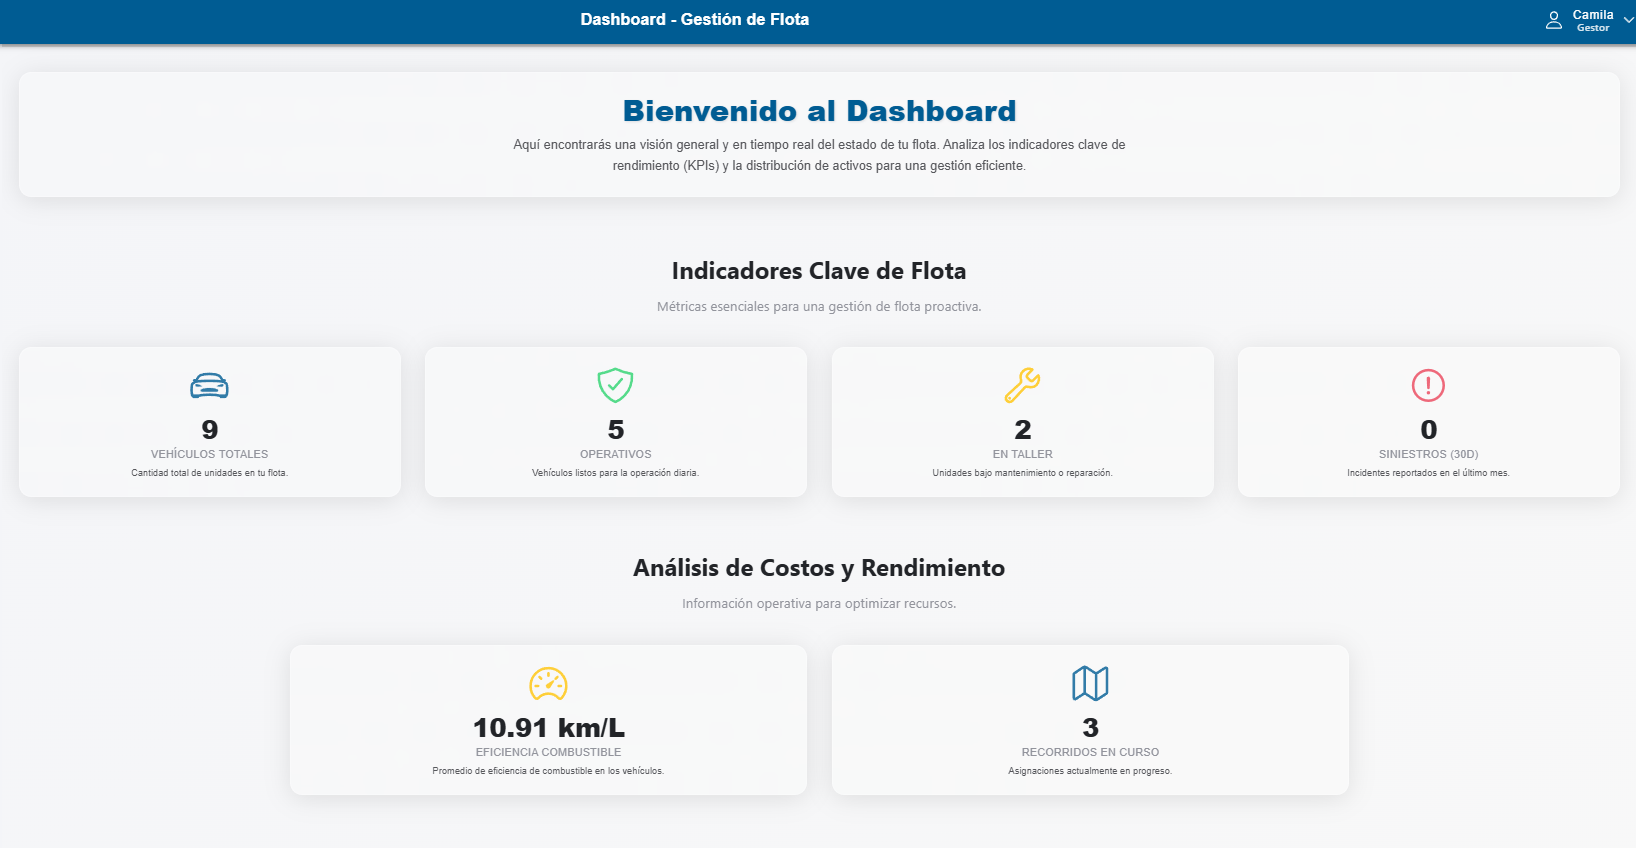 Dashboard - Gestión de Flota
Camila
Gestor
Bienvenido al Dashboard
Aquí encontrarás una visión general y en tiempo real del estado de tu flota. Analiza los indicadores clave de
rendimiento (KPIs) y la distribución de activos para una gestión eficiente.
Indicadores Clave de Flota
Métricas esenciales para una gestión de flota proactiva.
9
VEHÍCULOS TOTALES
Cantidad total de unidades en tu flota.
5
OPERATIVOS
Vehículos listos para la operación diaria.
2
EN TALLER
Unidades bajo mantenimiento o reparación.
0
SINIESTROS (30D)
Incidentes reportados en el último mes.
Análisis de Costos y Rendimiento
Información operativa para optimizar recursos.
10.91 km/L
EFICIENCIA COMBUSTIBLE
Promedio de eficiencia de combustible en los vehículos.
3
RECORRIDOS EN CURSO
Asignaciones actualmente en progreso.